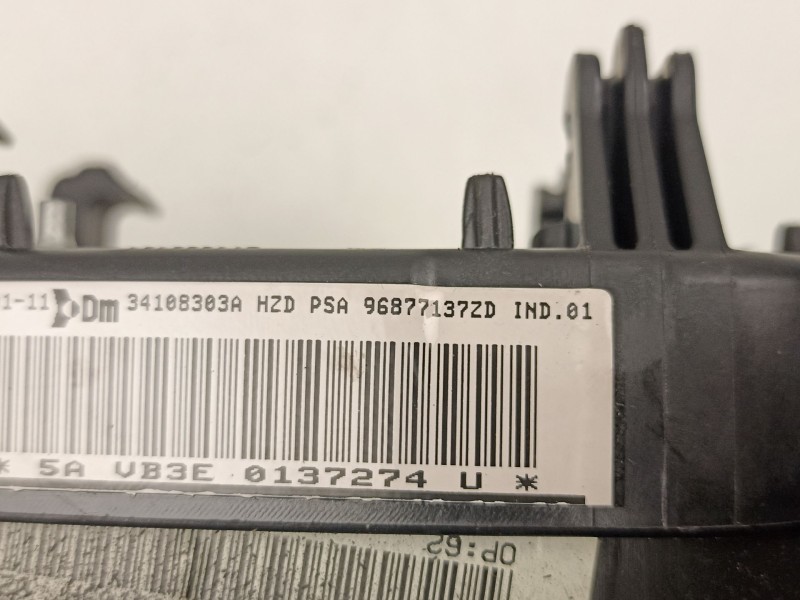 1-11 Dm 34108303A HZD PSA 96877137ZD IND.01
* 5A VB3E 0137274 U *
OP:62